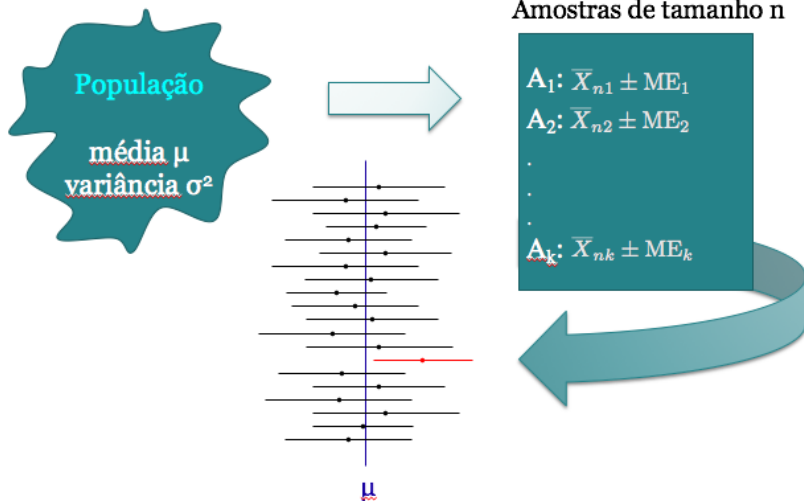 Amostras de tamanho n
População
média μ
variância σ²
A₁: X̅ₙ₁ ± ME₁
A₂: X̅ₙ₂ ± ME₂
.
.
.
Aₖ: X̅ₙₖ ± MEₖ
μ